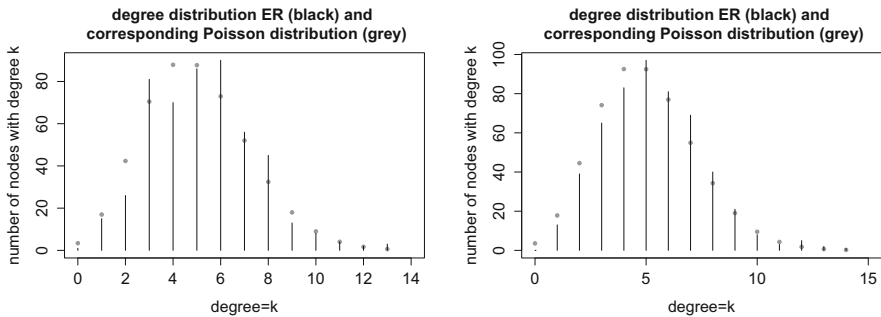 degree distribution ER (black) and
corresponding Poisson distribution (grey)
number of nodes with degree k
80
60
40
20
0
0 2 4 6 8 10 12 14
degree=k
degree distribution ER (black) and
corresponding Poisson distribution (grey)
number of nodes with degree k
100
80
60
40
20
0
0 5 10 15
degree=k